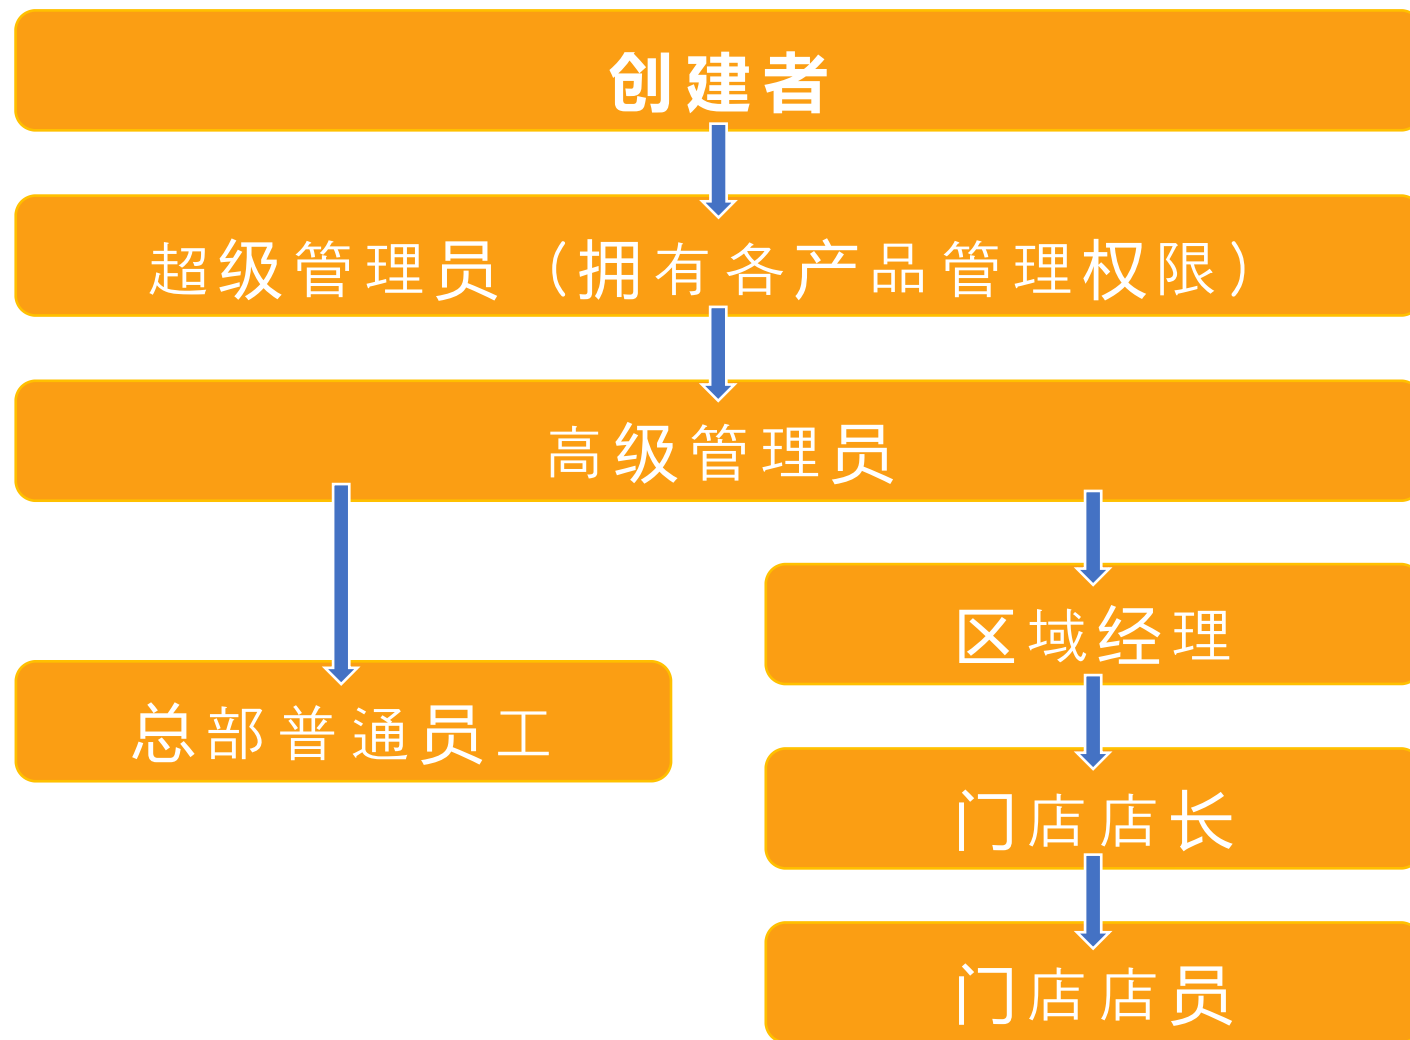 创建者
超级管理员（拥有各产品管理权限）
高级管理员
区域经理
总部普通员工
门店店长
门店店员